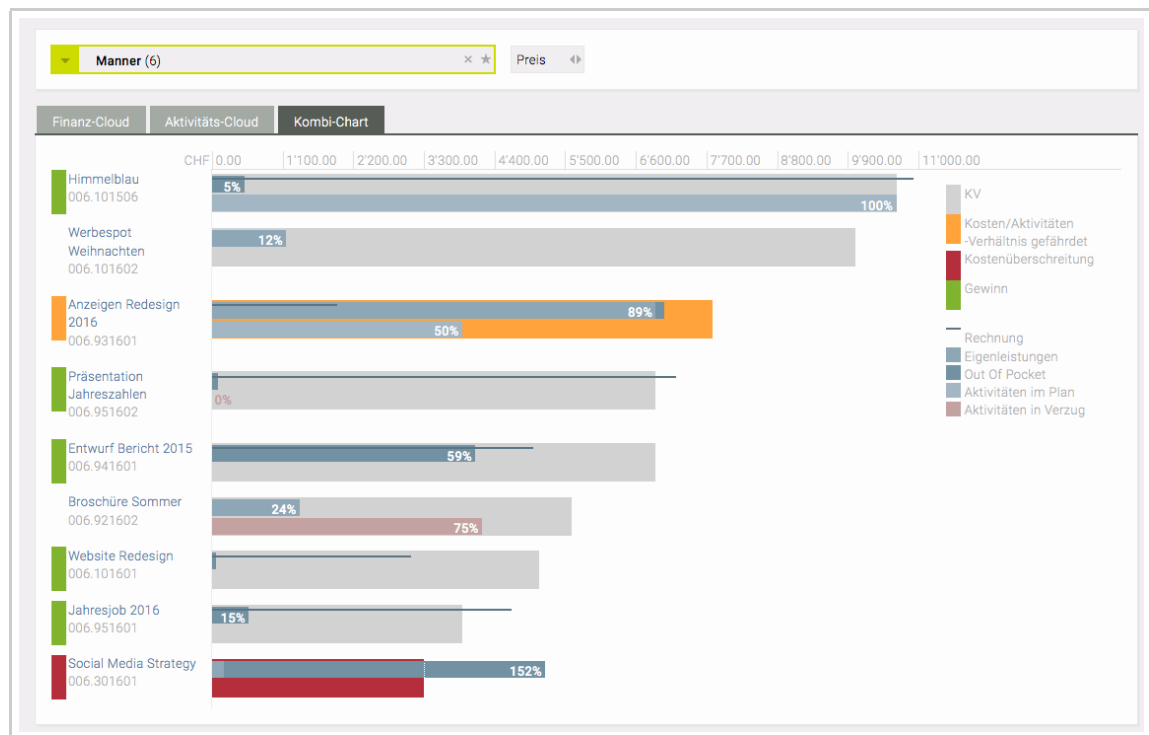 Manner (6)
Preis
Finanz-Cloud
Aktivitäts-Cloud
Kombi-Chart
CHF 0.00 1'100.00 2'200.00 3'300.00 4'400.00 5'500.00 6'600.00 7'700.00 8'800.00 9'900.00 11'000.00
Himmelblau
006.101506
5%
100%
Werbespot
Weihnachten
006.101602
12%
Anzeigen Redesign
2016
006.931601
89%
50%
Präsentation
Jahreszahlen
006.951602
0%
Entwurf Bericht 2015
006.941601
59%
Broschüre Sommer
006.921602
24%
75%
Website Redesign
006.101601
Jahresjob 2016
006.951601
15%
Social Media Strategy
006.301601
152%
KV
Kosten/Aktivitäten
-Verhältnis gefährdet
Kostenüberschreitung
Gewinn
Rechnung
Eigenleistungen
Out Of Pocket
Aktivitäten im Plan
Aktivitäten in Verzug